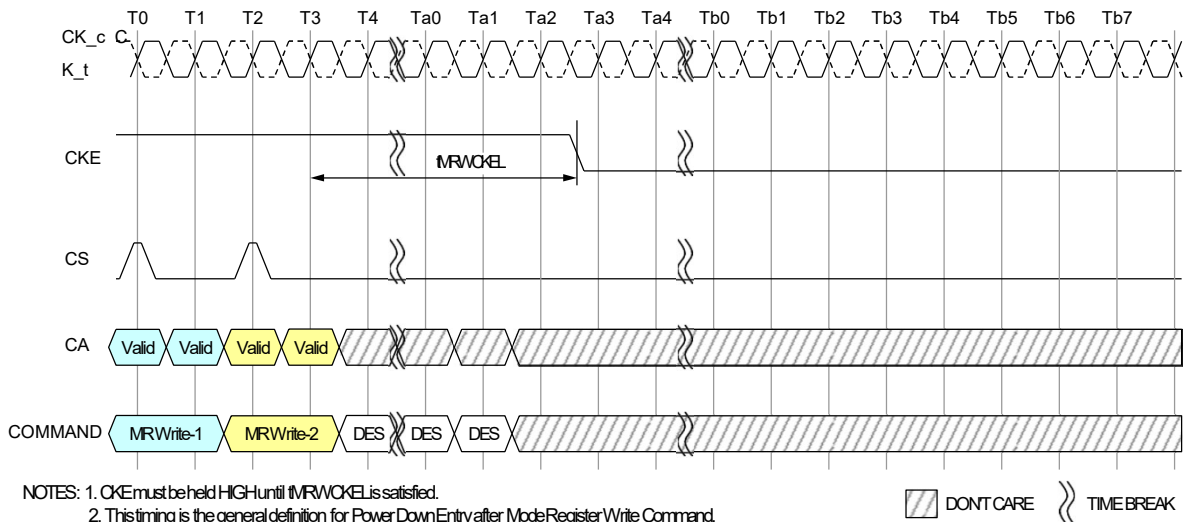 T0 T1 T2 T3 T4 Ta0 Ta1 Ta2 Ta3 Ta4 Tb0 Tb1 Tb2 Tb3 Tb4 Tb5 Tb6 Tb7
CK_c C
K_t
CKE
tMRWCKEL
CS
CA Valid Valid Valid Valid
COMMAND MRWrite-1 MRWrite-2 DES DES DES
NOTES: 1. CKE must be held HIGH until tMRWCKEL is satisfied.
2. This timing is the general definition for Power Down Entry after Mode Register Write Command.
DON'T CARE TIME BREAK